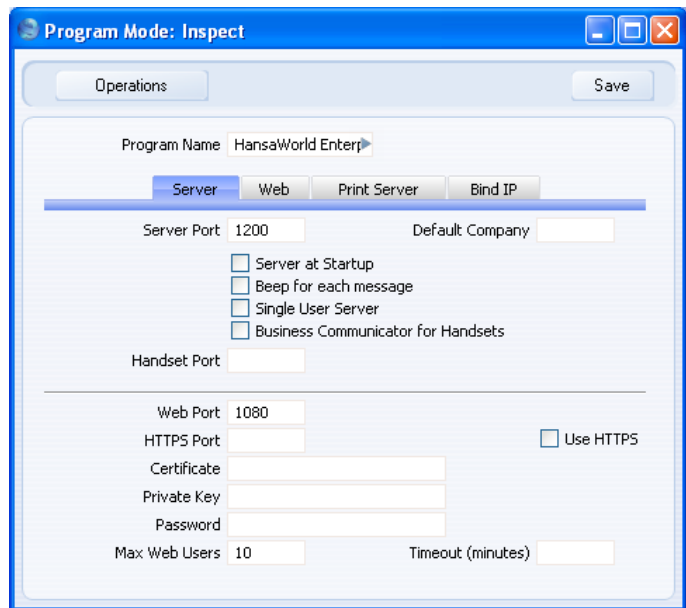 Program Mode: Inspect
Operations Save
Program Name HansaWorld Enterp
Server Web Print Server Bind IP
Server Port 1200 Default Company
Server at Startup
Beep for each message
Single User Server
Business Communicator for Handsets
Handset Port
Web Port 1080
HTTPS Port Use HTTPS
Certificate
Private Key
Password
Max Web Users 10 Timeout (minutes)